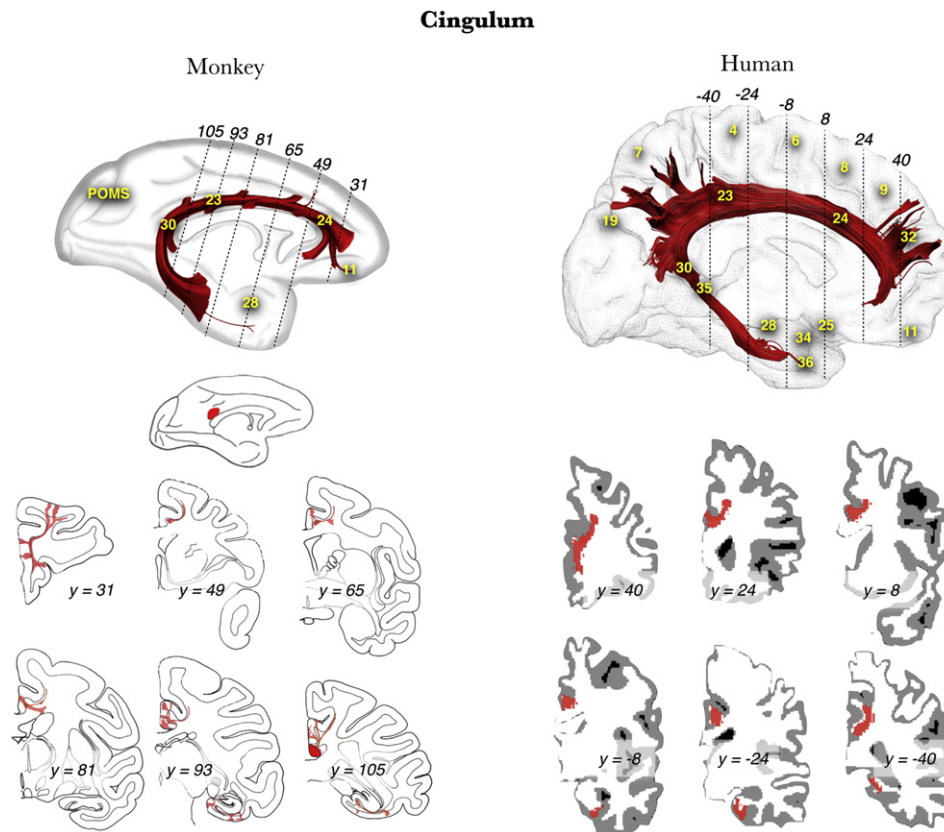 Cingulum
Monkey
Human
105 93 81 65 49 31
POMS
23
30
24
11
28
-40 -24 -8 8 24 40
4
6
7
8
9
23
24
19
32
30
35
28
25
34
11
36
y = 31
y = 49
y = 65
y = 81
y = 93
y = 105
y = 40
y = 24
y = 8
y = -8
y = -24
y = -40